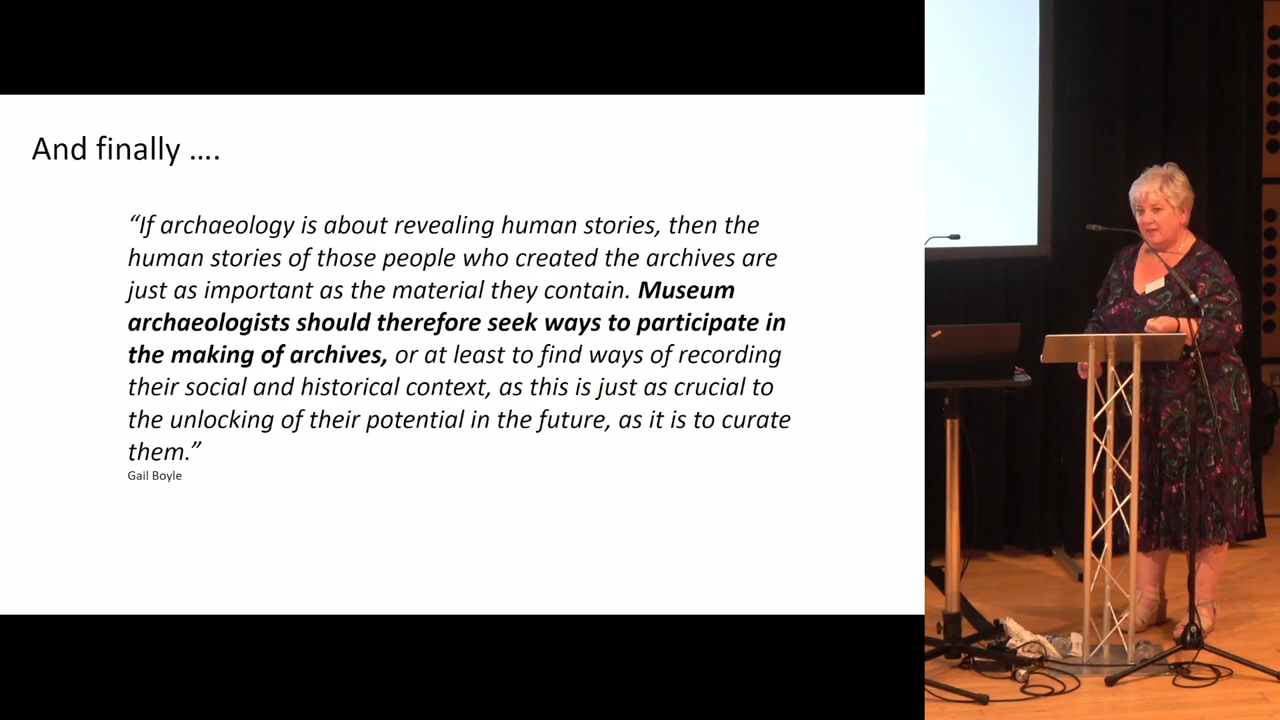 And finally ....
“If archaeology is about revealing human stories, then the
human stories of those people who created the archives are
just as important as the material they contain. Museum
archaeologists should therefore seek ways to participate in
the making of archives, or at least to find ways of recording
their social and historical context, as this is just as crucial to
the unlocking of their potential in the future, as it is to curate
them.”
Gail Boyle